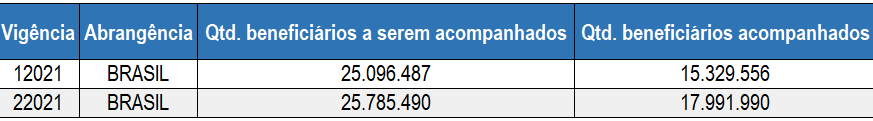 Vigência Abrangência Qtd. beneficiários a serem acompanhados Qtd. beneficiários acompanhados
12021 BRASIL 25.096.487 15.329.556
22021 BRASIL 25.785.490 17.991.990